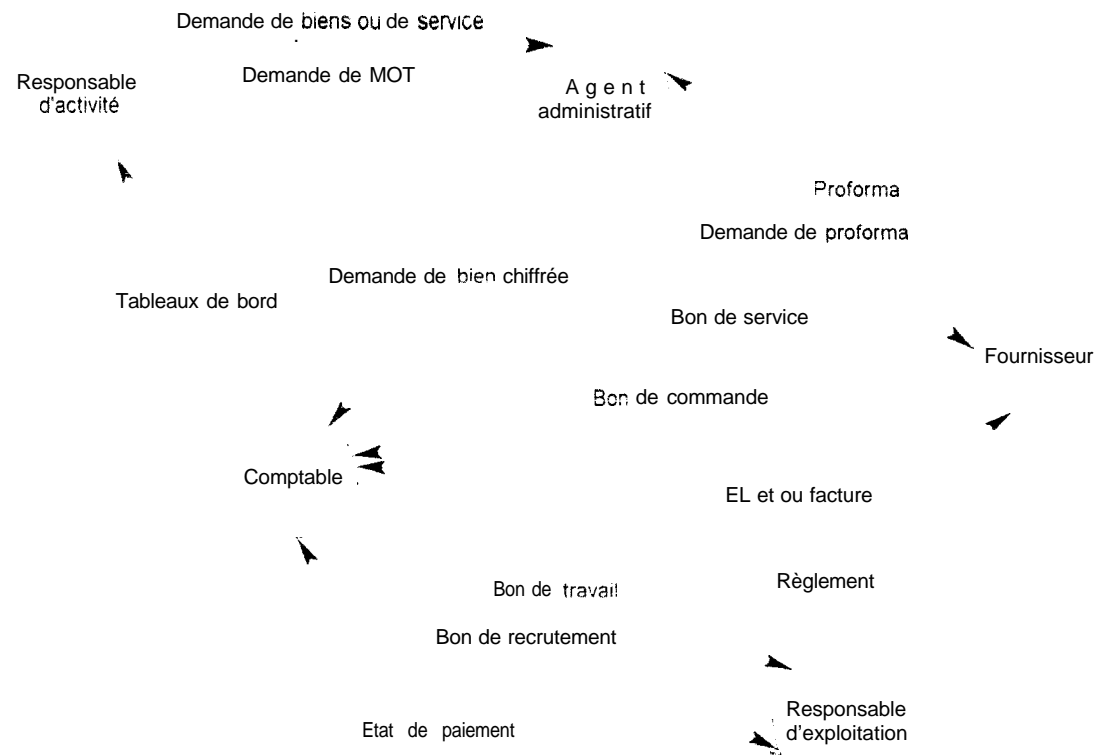 Demande de biens ou de service
Demande de MOT
Responsable
d'activité
Agent
administratif
Proforma
Demande de proforma
Demande de bien chiffrée
Tableaux de bord
Bon de service
Fournisseur
Bon de commande
Comptable
EL et ou facture
Bon de travail
Règlement
Bon de recrutement
Responsable
d'exploitation
Etat de paiement